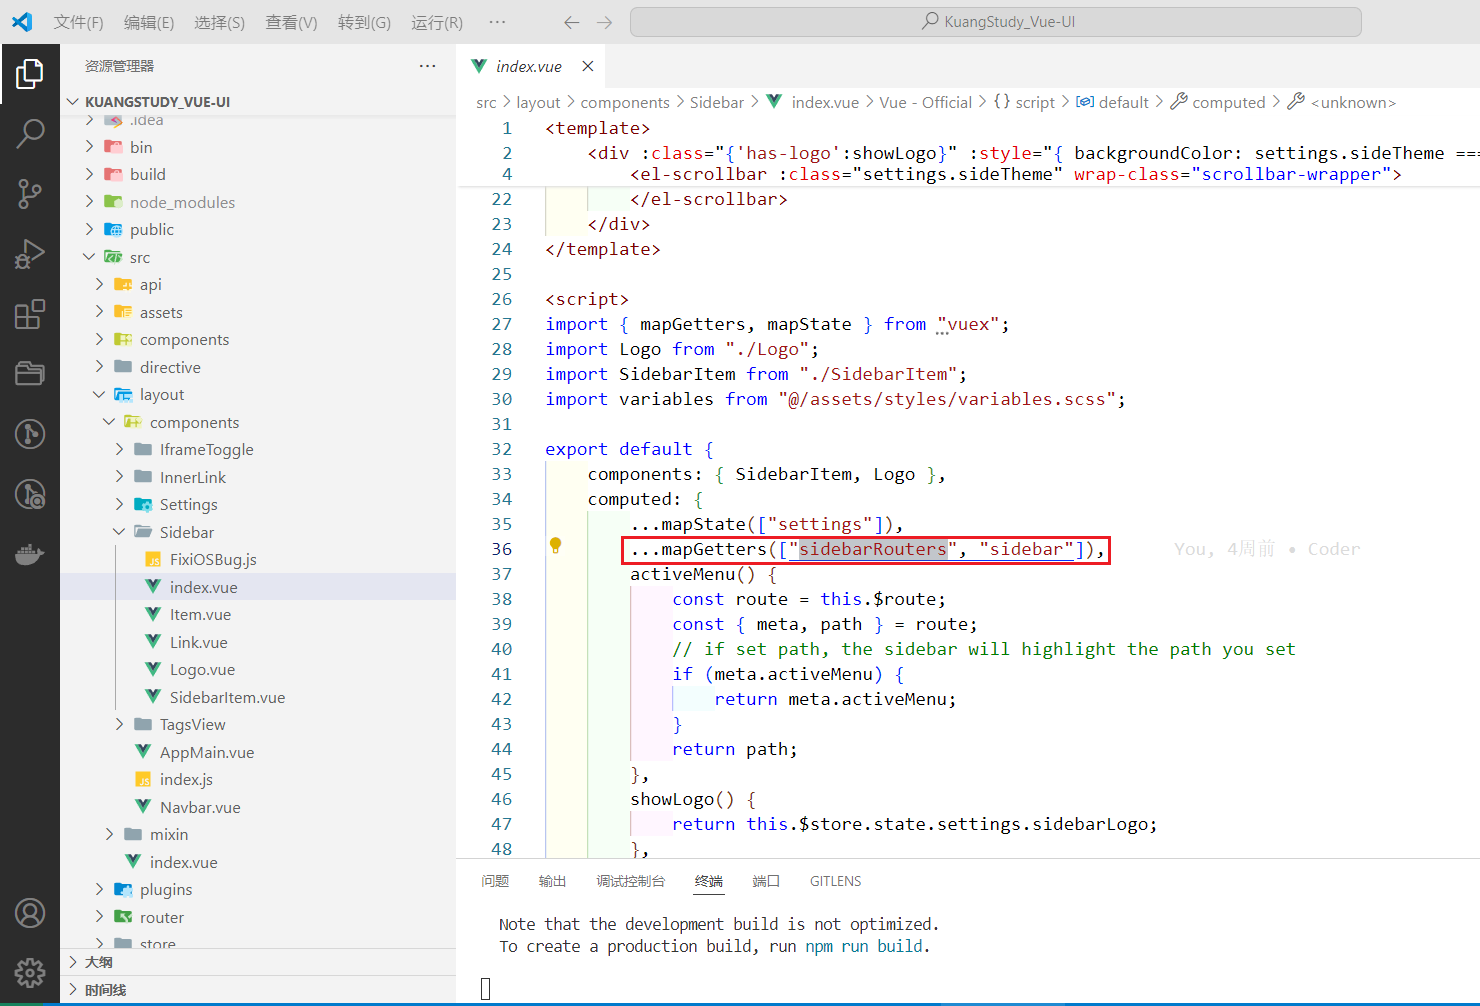 文件(F) 编辑(E) 选择(S) 查看(V) 转到(G) 运行(R) ··· KuangStudy_Vue-UI
资源管理器 ···
KUANGSTUDY_VUE-UI
.idea
bin
build
node_modules
public
src
api
assets
components
directive
layout
components
IframeToggle
InnerLink
Settings
Sidebar
FixiOSBug.js
index.vue
Item.vue
Link.vue
Logo.vue
SidebarItem.vue
TagsView
AppMain.vue
index.js
Navbar.vue
mixin
index.vue
plugins
router
store
大纲
时间线
index.vue
src > layout > components > Sidebar > index.vue > Vue - Official > {} script > default > computed > <unknown>
1 <template>
2 <div :class="{'has-logo':showLogo}" :style="{ backgroundColor: settings.sideTheme ===
4 <el-scrollbar :class="settings.sideTheme" wrap-class="scrollbar-wrapper">
22 </el-scrollbar>
23 </div>
24 </template>
25
26 <script>
27 import { mapGetters, mapState } from "vuex";
28 import Logo from "./Logo";
29 import SidebarItem from "./SidebarItem";
30 import variables from "@/assets/styles/variables.scss";
31
32 export default {
33 components: { SidebarItem, Logo },
34 computed: {
35 ...mapState(["settings"]),
36 ...mapGetters(["sidebarRouters", "sidebar"]), You, 4周前 • Coder
37 activeMenu() {
38 const route = this.$route;
39 const { meta, path } = route;
40 // if set path, the sidebar will highlight the path you set
41 if (meta.activeMenu) {
42 return meta.activeMenu;
43 }
44 return path;
45 },
46 showLogo() {
47 return this.$store.state.settings.sidebarLogo;
48 },
问题 输出 调试控制台 终端 端口 GITLENS
Note that the development build is not optimized.
To create a production build, run npm run build.